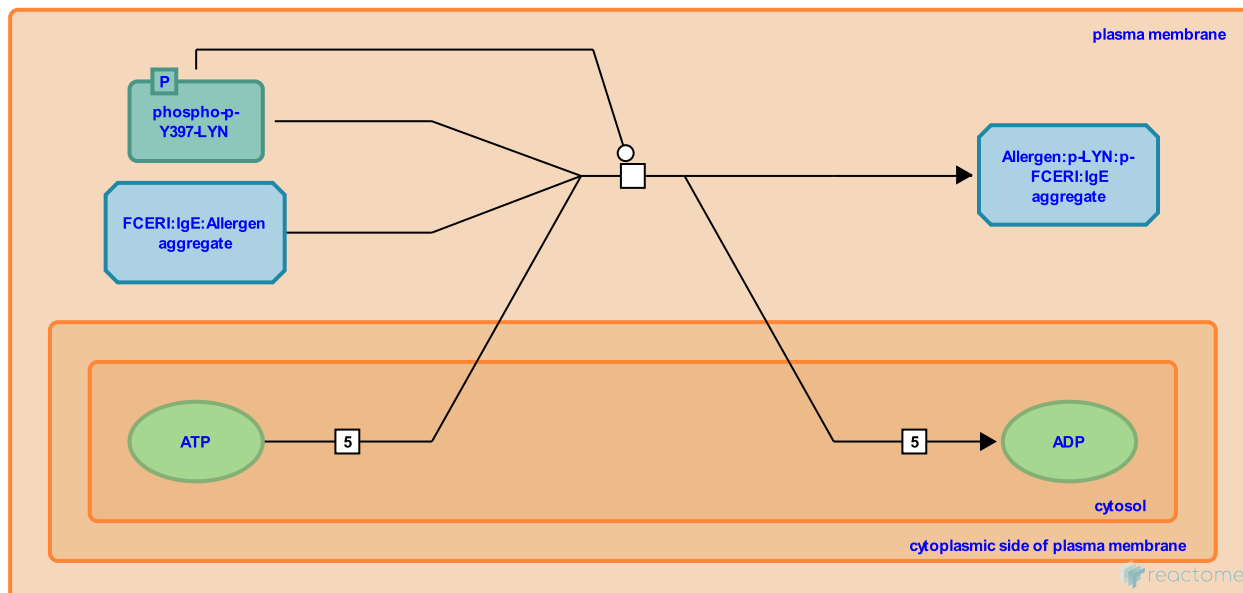 plasma membrane
P
phospho-p-
Y397-LYN
Allergen:p-LYN:p-
FCERI:IgE
aggregate
FCERI:IgE:Allergen
aggregate
ATP
5
5
ADP
cytosol
cytoplasmic side of plasma membrane
reactome